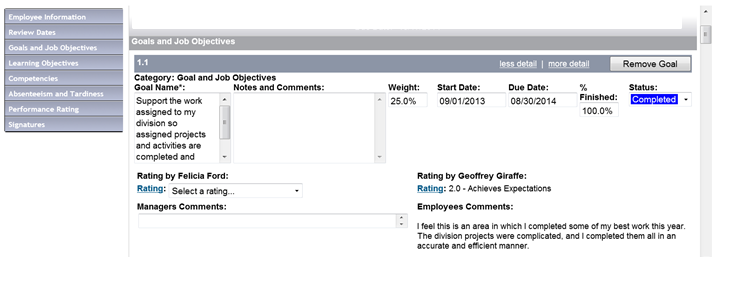 Employee Information
Review Dates
Goals and Job Objectives
Learning Objectives
Competencies
Absenteeism and Tardiness
Performance Rating
Signatures
Goals and Job Objectives
1.1
less detail | more detail
Remove Goal
Category: Goal and Job Objectives
Goal Name*:
Notes and Comments:
Weight:
Start Date:
Due Date:
%
Finished:
Status:
Support the work
assigned to my
division so
assigned projects
and activities are
completed and
25.0%
09/01/2013
08/30/2014
100.0%
Completed
Rating by Felicia Ford:
Rating: Select a rating...
Managers Comments:
Rating by Geoffrey Giraffe:
Rating: 2.0 - Achieves Expectations
Employees Comments:
I feel this is an area in which I completed some of my best work this year.
The division projects were complicated, and I completed them all in an
accurate and efficient manner.